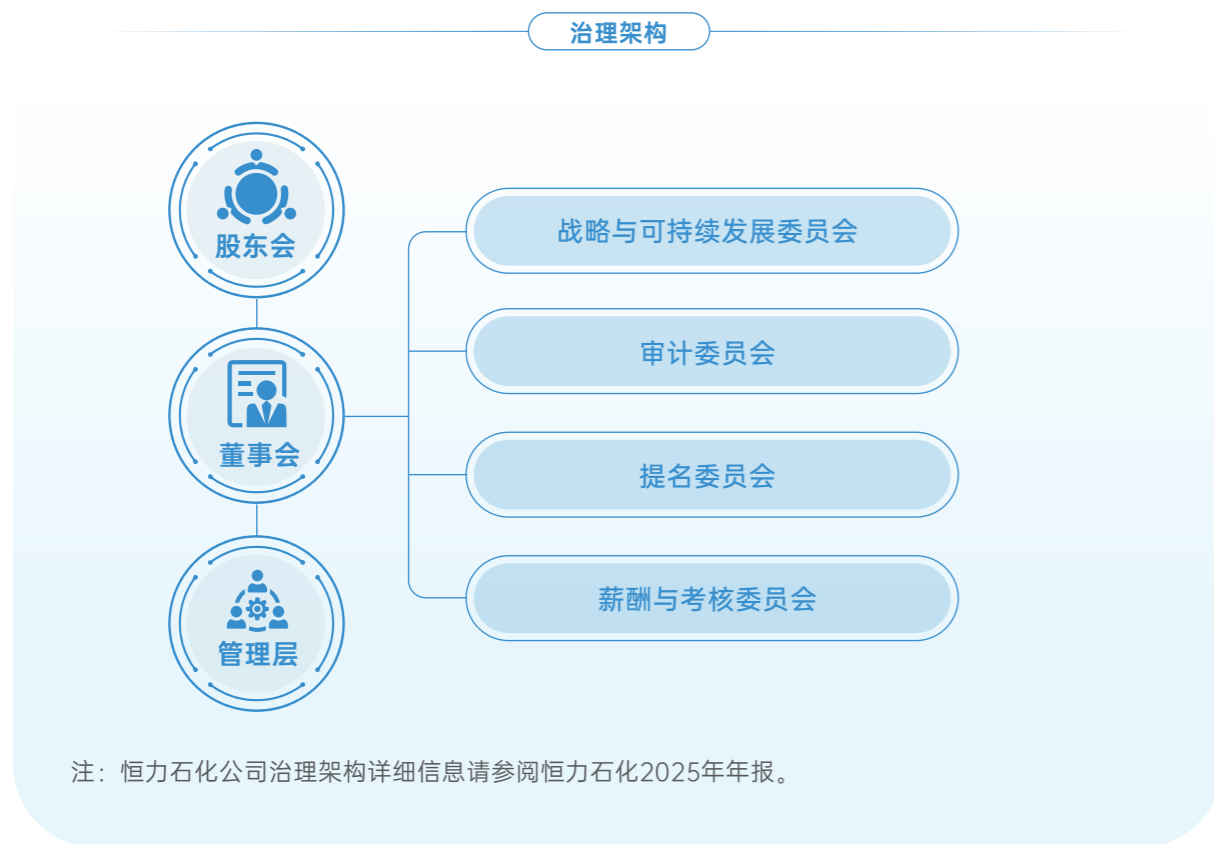 治理架构
股东会
董事会
管理层
战略与可持续发展委员会
审计委员会
提名委员会
薪酬与考核委员会
注：恒力石化公司治理架构详细信息请参阅恒力石化2025年年报。